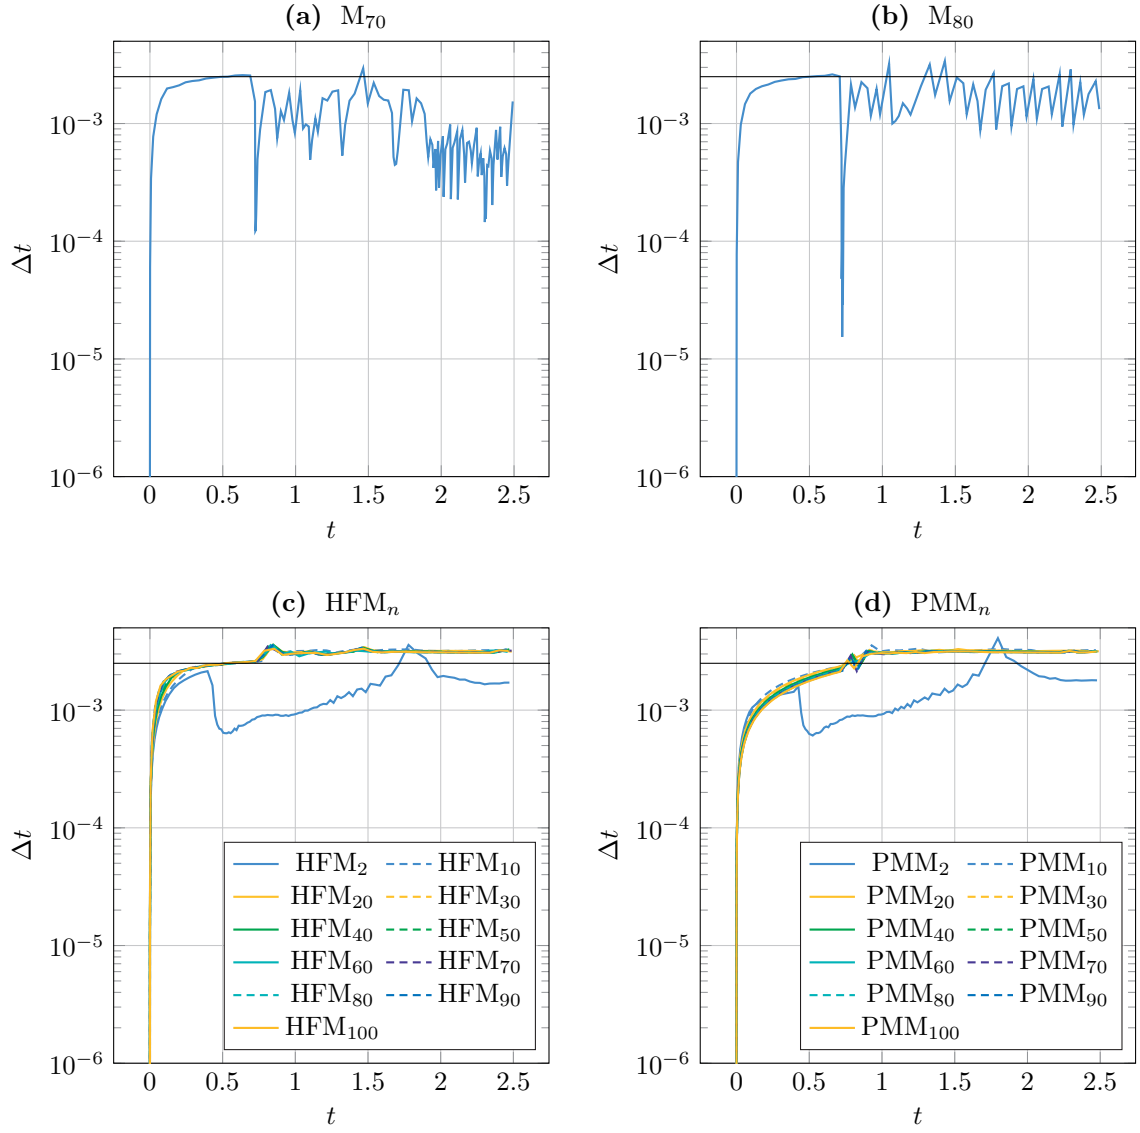 (a) M₇₀
(b) M₈₀
10⁻³
10⁻⁴
10⁻⁵
10⁻⁶
Δt
0 0.5 1 1.5 2 2.5
t
10⁻³
10⁻⁴
10⁻⁵
10⁻⁶
Δt
0 0.5 1 1.5 2 2.5
t
(c) HFMₙ
(d) PMMₙ
10⁻³
10⁻⁴
10⁻⁵
10⁻⁶
Δt
HFM₂ HFM₁₀
HFM₂₀ HFM₃₀
HFM₄₀ HFM₅₀
HFM₆₀ HFM₇₀
HFM₈₀ HFM₉₀
HFM₁₀₀
0 0.5 1 1.5 2 2.5
t
10⁻³
10⁻⁴
10⁻⁵
10⁻⁶
Δt
PMM₂ PMM₁₀
PMM₂₀ PMM₃₀
PMM₄₀ PMM₅₀
PMM₆₀ PMM₇₀
PMM₈₀ PMM₉₀
PMM₁₀₀
0 0.5 1 1.5 2 2.5
t